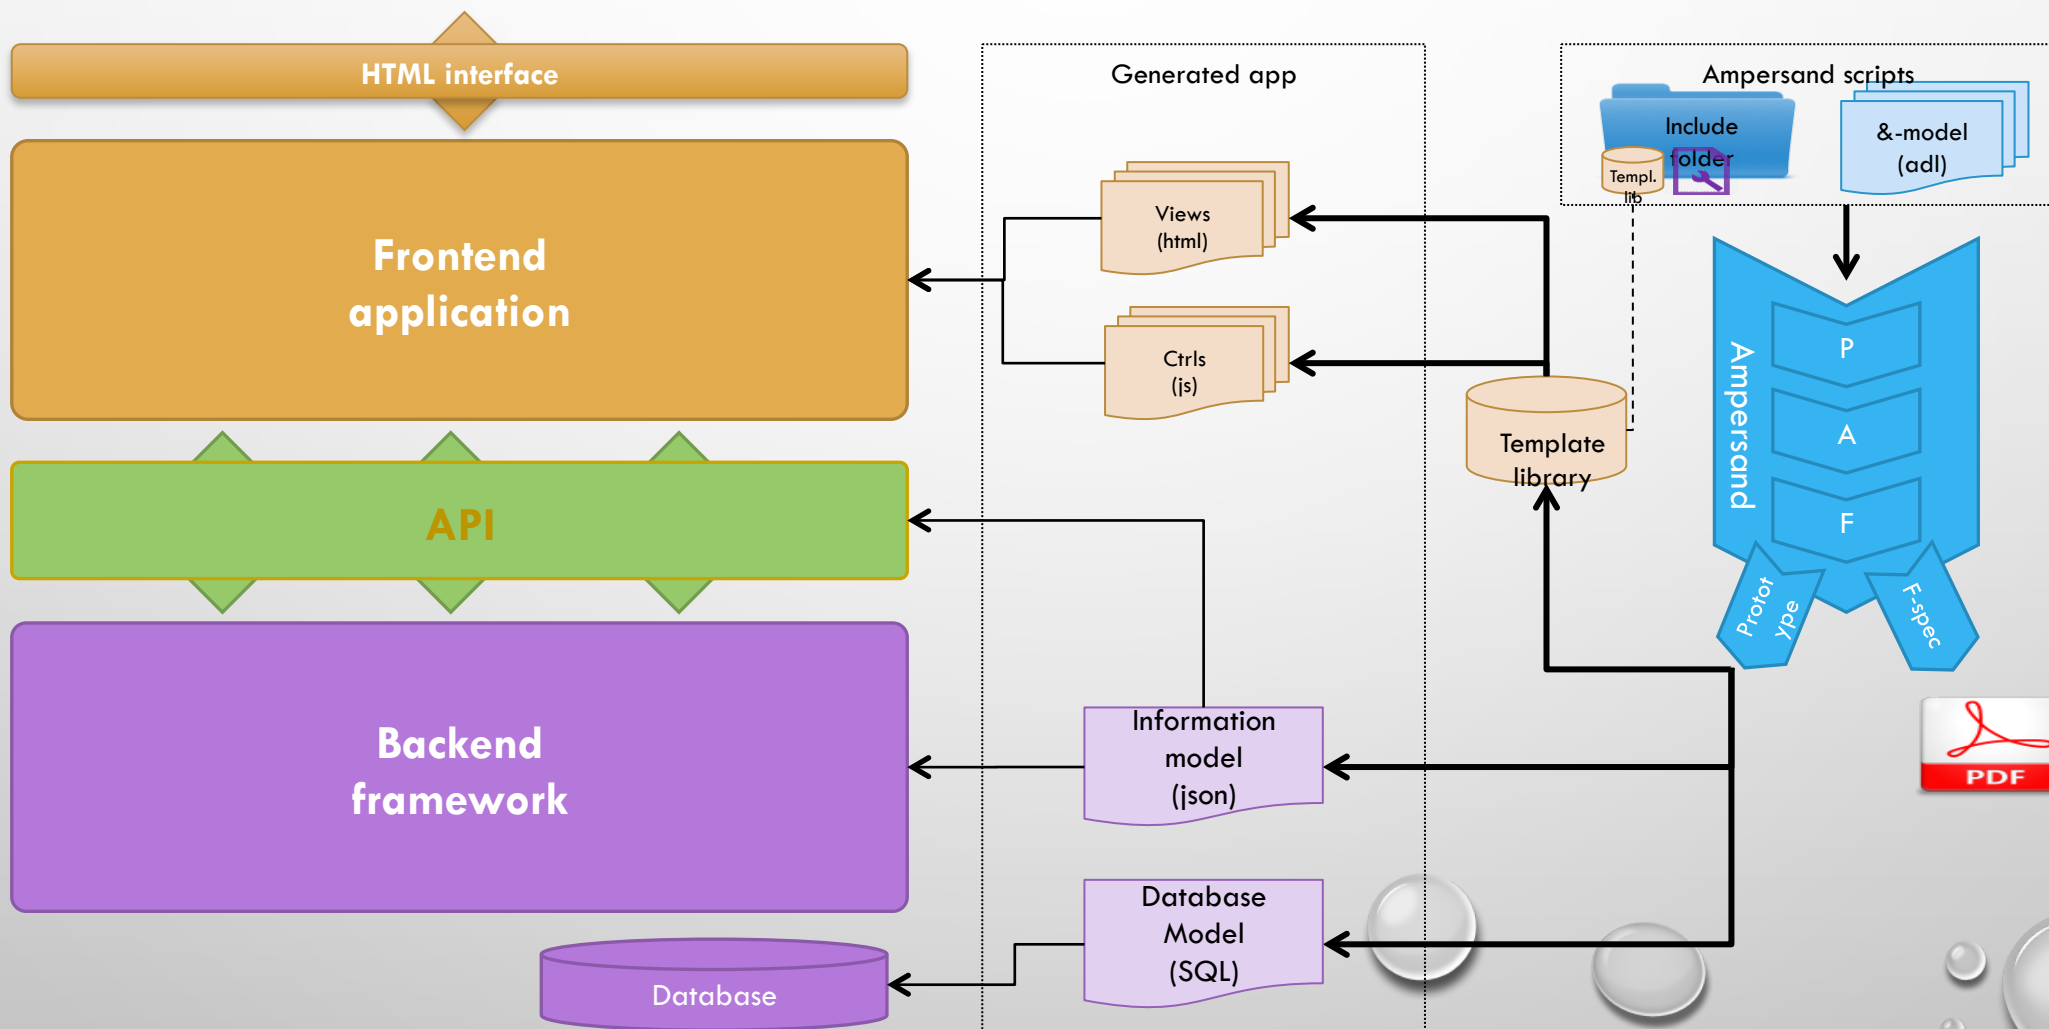 HTML interface
Frontend
application
API
Backend
framework
Database
Generated app
Views
(html)
Ctrls
(js)
Information
model
(json)
Database
Model
(SQL)
Template
library
Ampersand scripts
Include
folder
Templ.
lib
&-model
(adl)
Ampersand
P
A
F
Protot
ype
F-spec
PDF